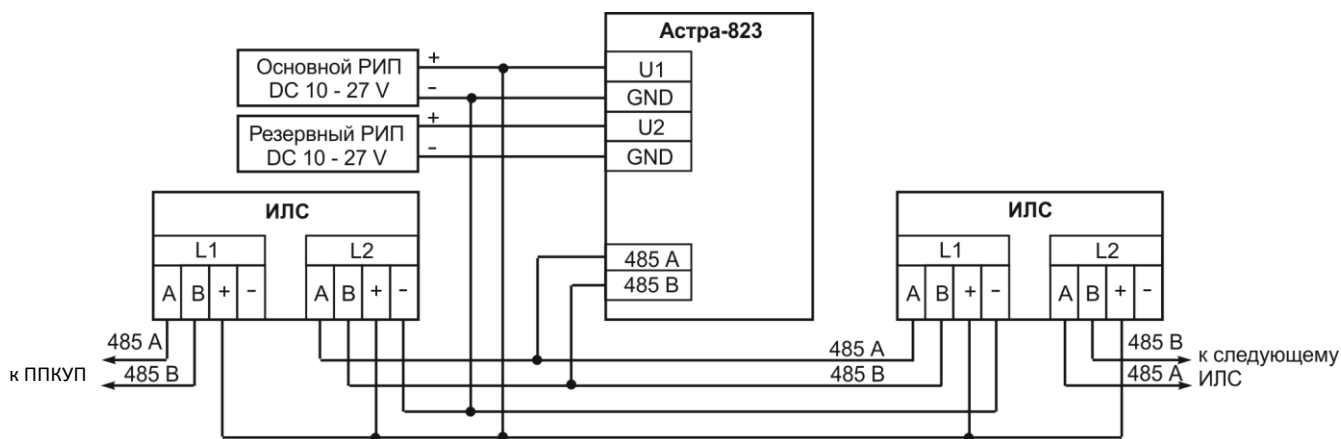 Астра-823
Основной РИП
DC 10 - 27 V
+
-
U1
GND
Резервный РИП
DC 10 - 27 V
+
-
U2
GND
ИЛС
L1
L2
A B + -
A B + -
485 A
485 B
ИЛС
L1
L2
A B + -
A B + -
485 A
485 B
к ППКУП
485 A
485 B
485 B
485 A
к следующему
ИЛС